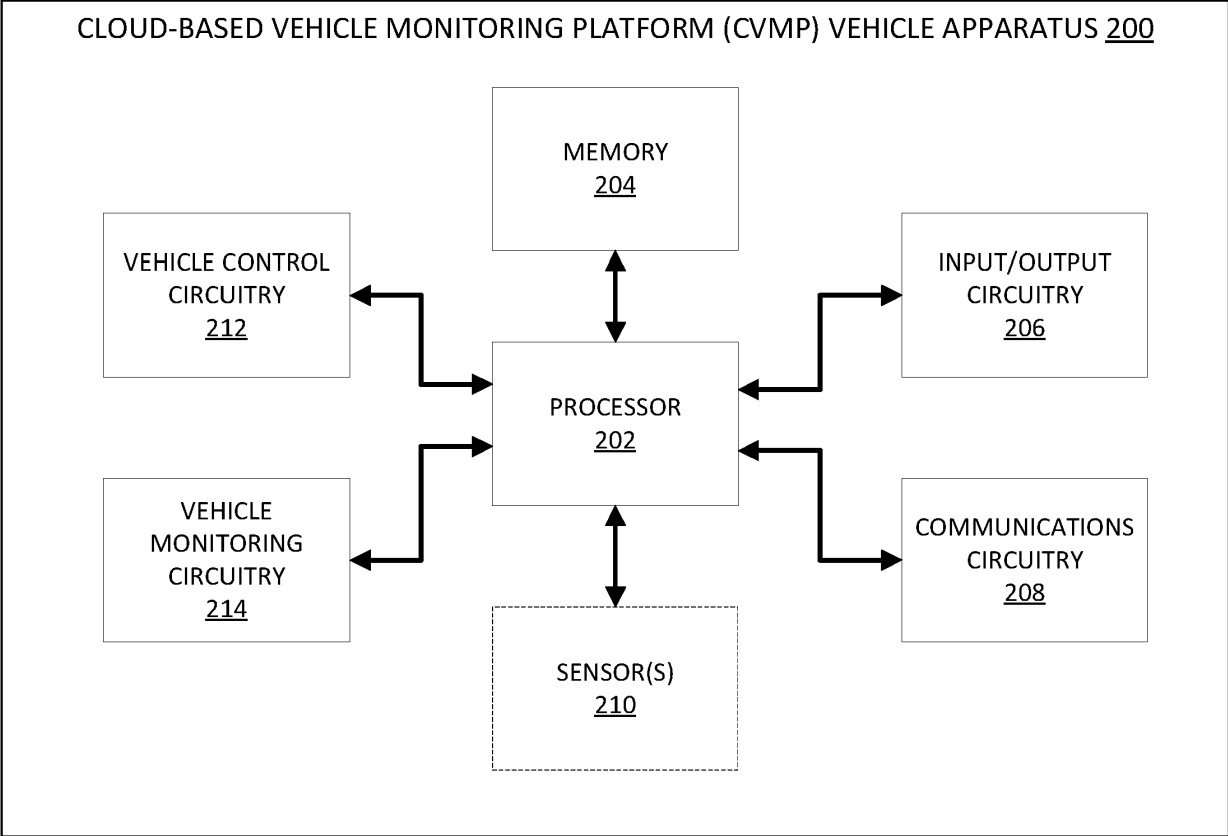 CLOUD-BASED VEHICLE MONITORING PLATFORM (CVMP) VEHICLE APPARATUS 200
MEMORY
204
VEHICLE CONTROL
CIRCUITRY
212
INPUT/OUTPUT
CIRCUITRY
206
PROCESSOR
202
VEHICLE
MONITORING
CIRCUITRY
214
COMMUNICATIONS
CIRCUITRY
208
SENSOR(S)
210